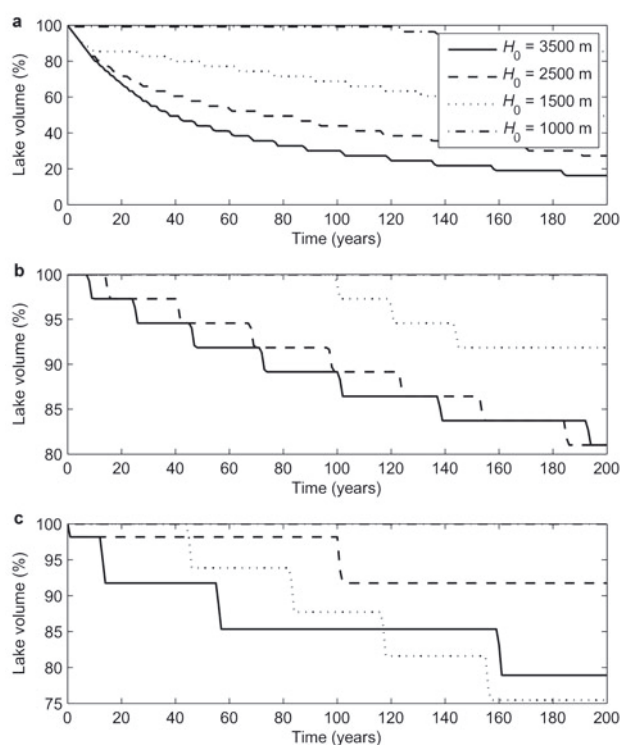 a
100
80
60
40
20
0
Lake volume (%)
H0 = 3500 m
H0 = 2500 m
H0 = 1500 m
H0 = 1000 m
0 20 40 60 80 100 120 140 160 180 200
Time (years)
b
100
95
90
85
80
Lake volume (%)
0 20 40 60 80 100 120 140 160 180 200
Time (years)
c
100
95
90
85
80
75
Lake volume (%)
0 20 40 60 80 100 120 140 160 180 200
Time (years)